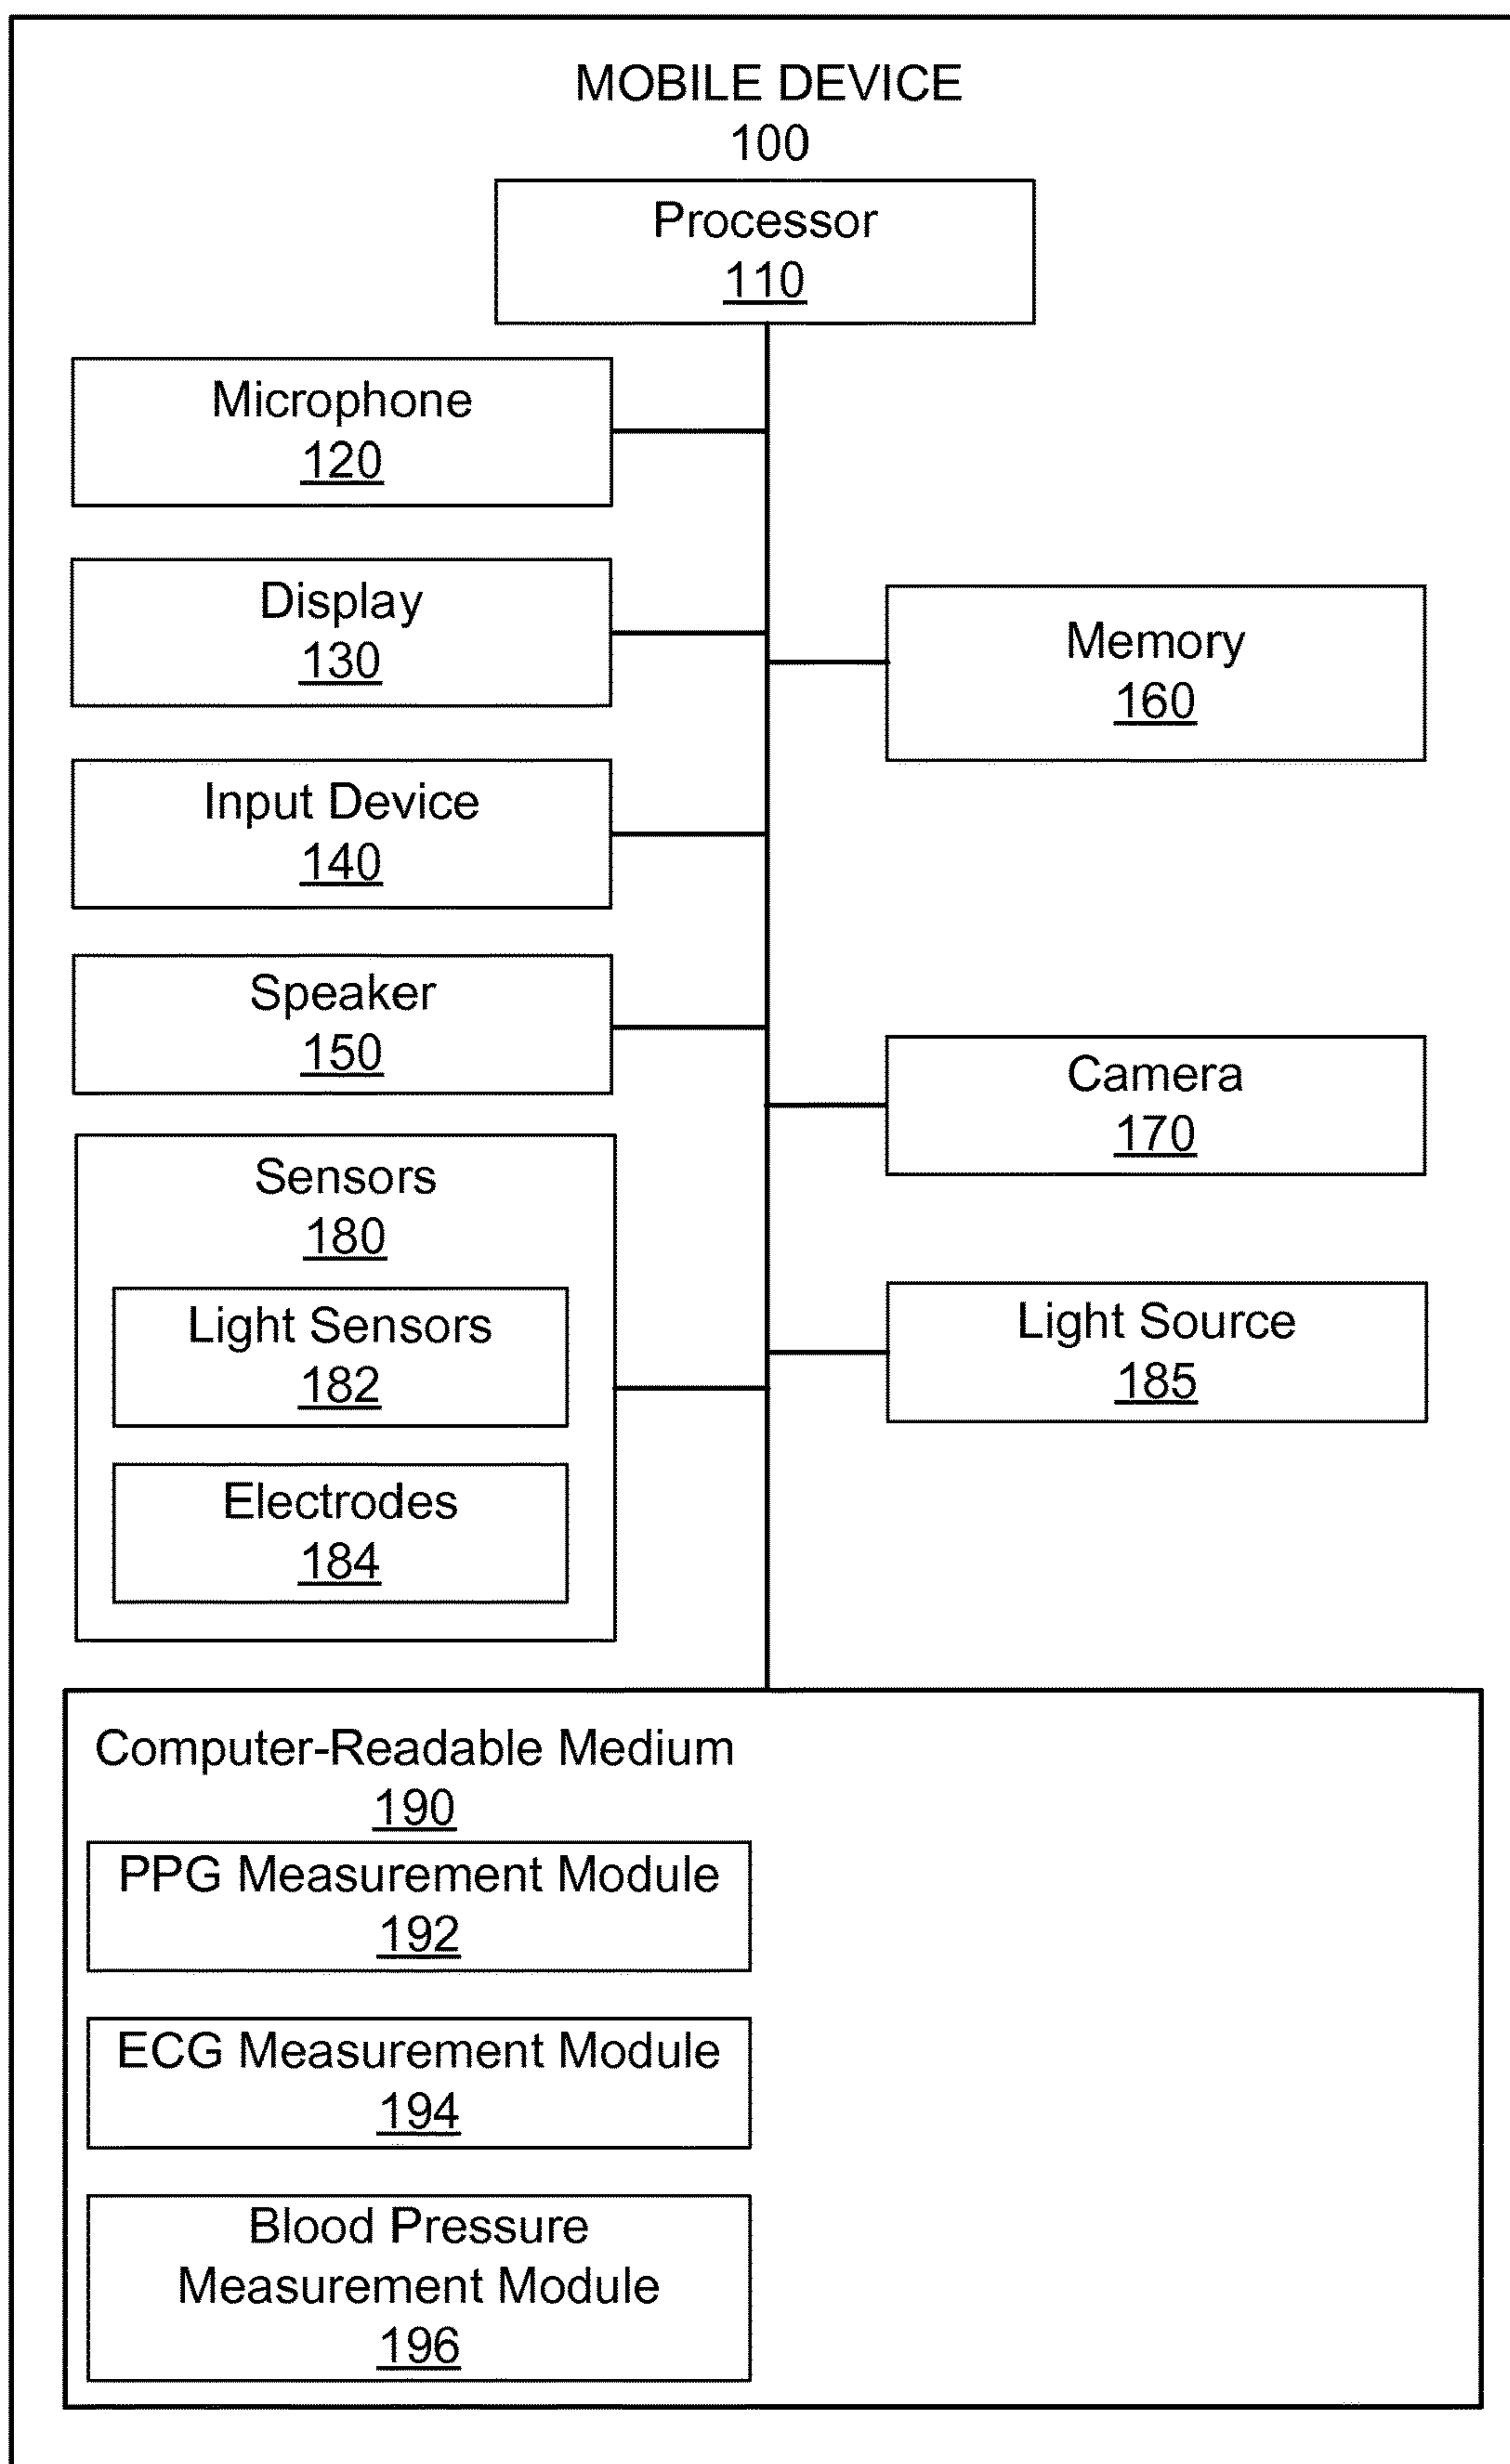 MOBILE DEVICE
100
Processor
110
Microphone
120
Display
130
Memory
160
Input Device
140
Speaker
150
Camera
170
Sensors
180
Light Sensors
182
Light Source
185
Electrodes
184
Computer-Readable Medium
190
PPG Measurement Module
192
ECG Measurement Module
194
Blood Pressure
Measurement Module
196